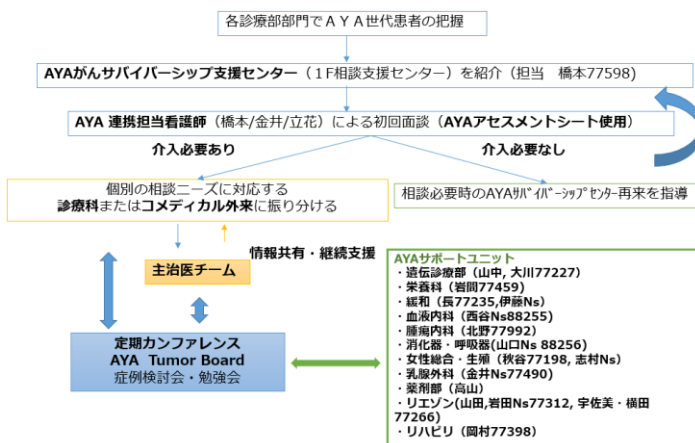 各診療部部門でＡＹＡ世代患者の把握
AYAがんサバイバーシップ支援センター（１F相談支援センター）を紹介（担当　橋本77598)
AYA 連携担当看護師（橋本/金井/立花）による初回面談（AYAアセスメントシート使用）
介入必要あり
介入必要なし
個別の相談ニーズに対応する
診療科またはコメディカル外来に振り分ける
相談必要時のAYAｻﾊﾞｲﾊﾞｰｼｯﾌﾟセンター再来を指導
情報共有・継続支援
主治医チーム
定期カンファレンス
AYA Tumor Board
症例検討会・勉強会
AYAサポートユニット
・遺伝診療部（山中, 大川77227)
・栄養科（岩間77459)
・緩和（長77235,伊藤Ns)
・血液内科（西谷Ns88255)
・腫瘍内科（北野77992)
・消化器・呼吸器(山口Ns 88256)
・女性総合・生殖（秋谷77198, 志村Ns)
・乳腺外科（金井Ns77490)
・薬剤部（高山）
・リエゾン(山田,岩田Ns77312, 宇佐美・横田
77266)
・リハビリ（岡村77398)